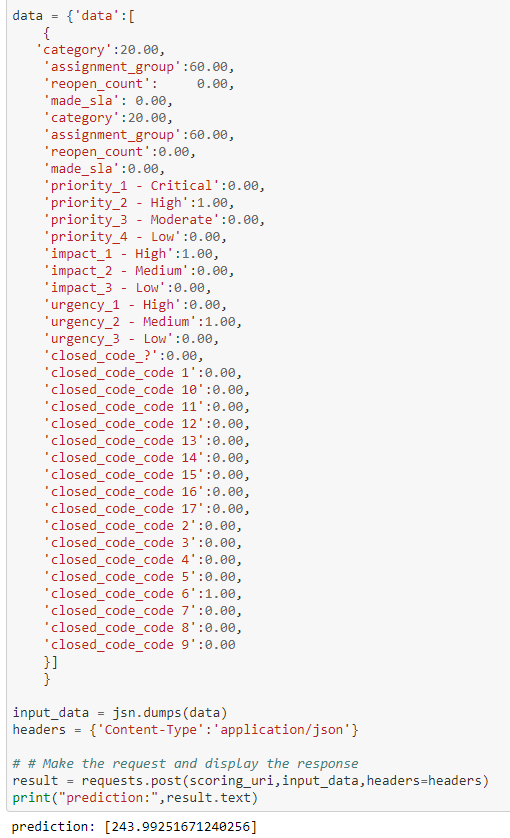 data = {'data':[
    {
   'category':20.00,
    'assignment_group':60.00,
    'reopen_count':     0.00,
    'made_sla': 0.00,
    'category':20.00,
    'assignment_group':60.00,
    'reopen_count':0.00,
    'made_sla':0.00,
    'priority_1 - Critical':0.00,
    'priority_2 - High':1.00,
    'priority_3 - Moderate':0.00,
    'priority_4 - Low':0.00,
    'impact_1 - High':1.00,
    'impact_2 - Medium':0.00,
    'impact_3 - Low':0.00,
    'urgency_1 - High':0.00,
    'urgency_2 - Medium':1.00,
    'urgency_3 - Low':0.00,
    'closed_code_?':0.00,
    'closed_code_code 1':0.00,
    'closed_code_code 10':0.00,
    'closed_code_code 11':0.00,
    'closed_code_code 12':0.00,
    'closed_code_code 13':0.00,
    'closed_code_code 14':0.00,
    'closed_code_code 15':0.00,
    'closed_code_code 16':0.00,
    'closed_code_code 17':0.00,
    'closed_code_code 2':0.00,
    'closed_code_code 3':0.00,
    'closed_code_code 4':0.00,
    'closed_code_code 5':0.00,
    'closed_code_code 6':1.00,
    'closed_code_code 7':0.00,
    'closed_code_code 8':0.00,
    'closed_code_code 9':0.00
    }]
    }
input_data = jsn.dumps(data)
headers = {'Content-Type':'application/json'}
# # Make the request and display the response
result = requests.post(scoring_uri,input_data,headers=headers)
print("prediction:",result.text)
prediction: [243.99251671240256]